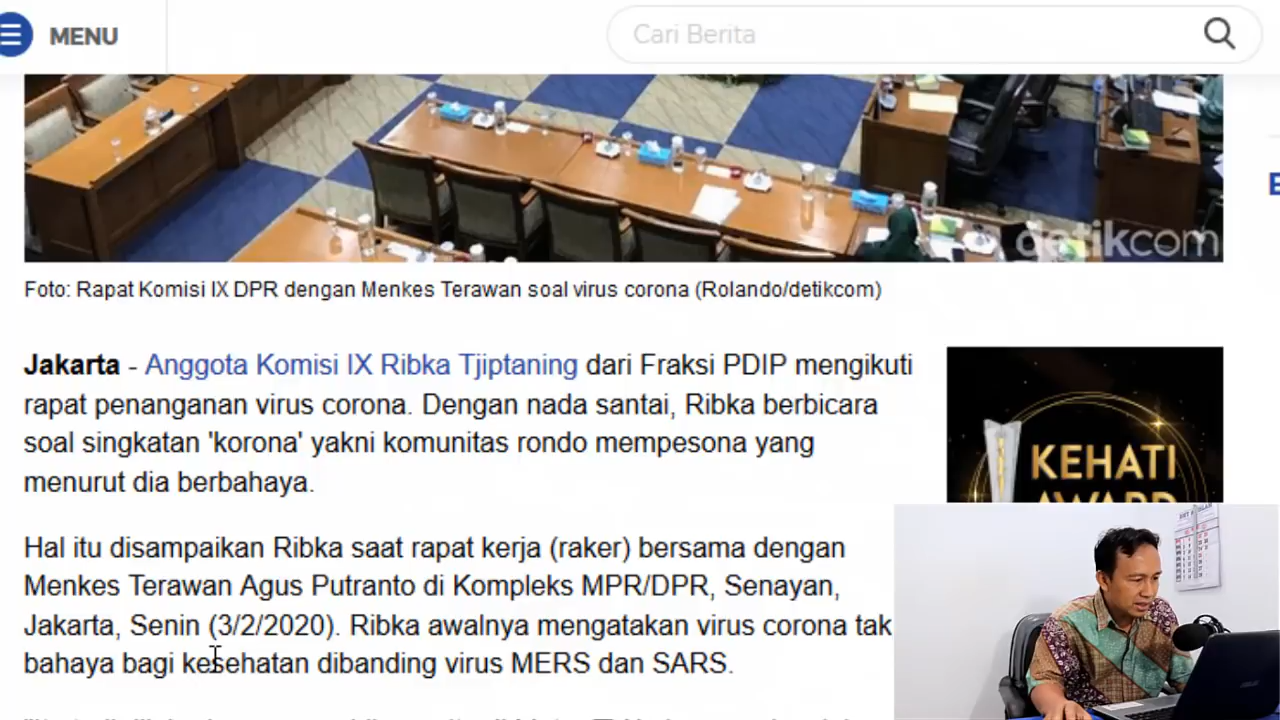 MENU
Cari Berita
detikcom
Foto: Rapat Komisi IX DPR dengan Menkes Terawan soal virus corona (Rolando/detikcom)
Jakarta - Anggota Komisi IX Ribka Tjiptaning dari Fraksi PDIP mengikuti
rapat penanganan virus corona. Dengan nada santai, Ribka berbicara
soal singkatan 'korona' yakni komunitas rondo mempesona yang
menurut dia berbahaya.
KEHATI
AWARD
Hal itu disampaikan Ribka saat rapat kerja (raker) bersama dengan
Menkes Terawan Agus Putranto di Kompleks MPR/DPR, Senayan,
Jakarta, Senin (3/2/2020). Ribka awalnya mengatakan virus corona tak
bahaya bagi kesehatan dibanding virus MERS dan SARS.